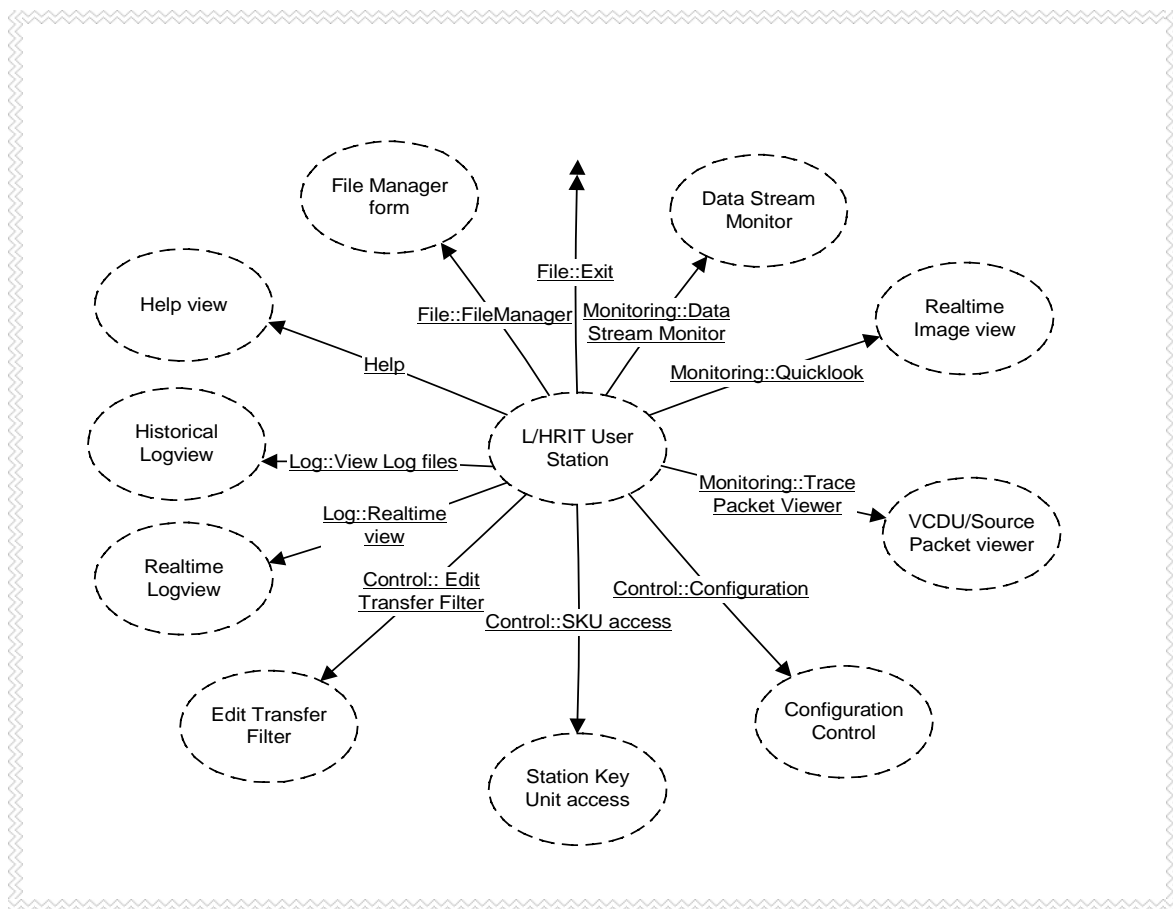 File Manager
form
Data Stream
Monitor
File::Exit
Help view
Realtime
Image view
File::FileManager
Monitoring::Data
Stream Monitor
Help
Monitoring::Quicklook
Historical
Logview
L/HRIT User
Station
Log::View Log files
Monitoring::Trace
Packet Viewer
Log::Realtime
view
VCDU/Source
Packet viewer
Realtime
Logview
Control:: Edit
Transfer Filter
Control::Configuration
Control::SKU access
Edit Transfer
Filter
Configuration
Control
Station Key
Unit access